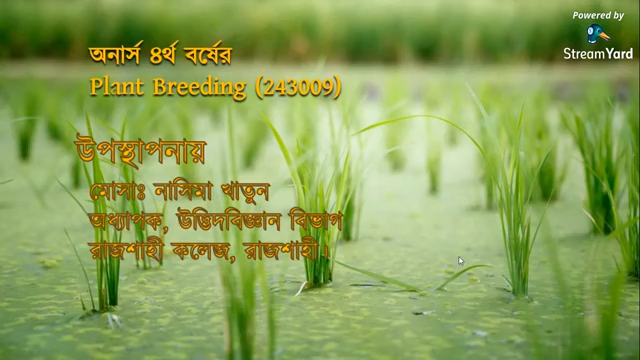 Powered by
StreamYard
অনার্স ৪র্থ বর্ষের
Plant Breeding (243009)
উপস্থাপনায়
মোসাঃ নাসিমা খাতুন
অধ্যাপক, উদ্ভিদবিজ্ঞান বিভাগ
রাজশাহী কলেজ, রাজশাহী।